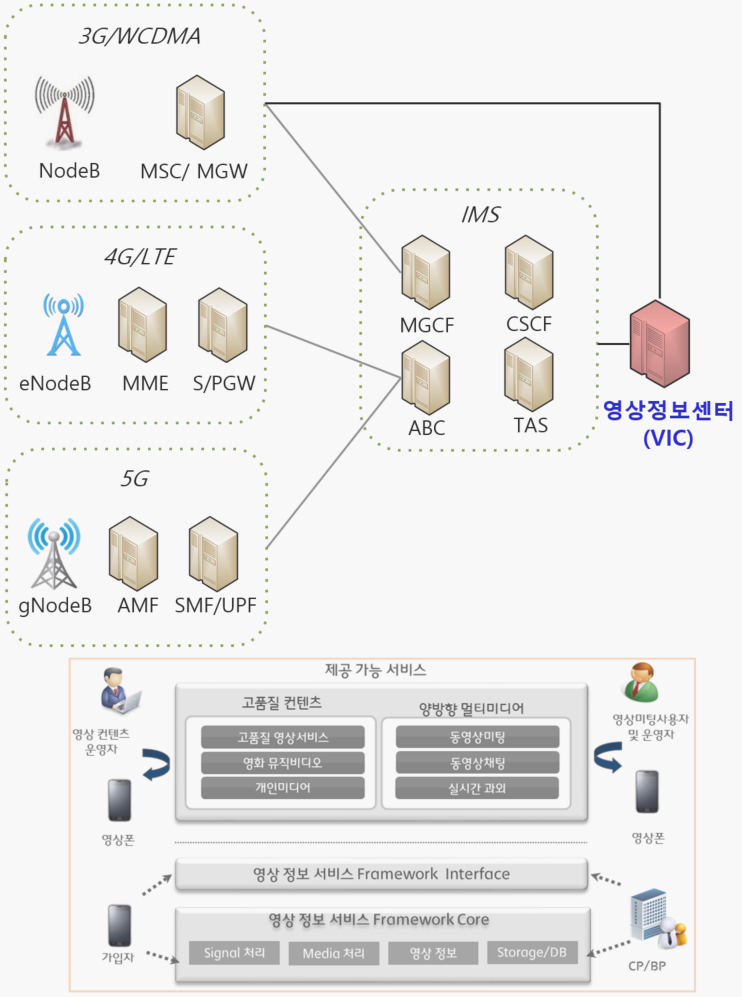 3G/WCDMA
NodeB
MSC/ MGW
IMS
4G/LTE
MGCF
CSCF
eNodeB
MME
S/PGW
영상정보센터
(VIC)
ABC
TAS
5G
gNodeB
AMF
SMF/UPF
제공 가능 서비스
고품질 컨텐츠
양방향 멀티미디어
영상 컨텐츠
운영자
영상미팅사용자
및 운영자
고품질 영상서비스
동영상미팅
영화 뮤직비디오
동영상채팅
개인미디어
실시간 과외
영상폰
영상폰
영상 정보 서비스 Framework Interface
영상 정보 서비스 Framework Core
Signal 처리
Media 처리
영상 정보
Storage/DB
가입자
CP/BP